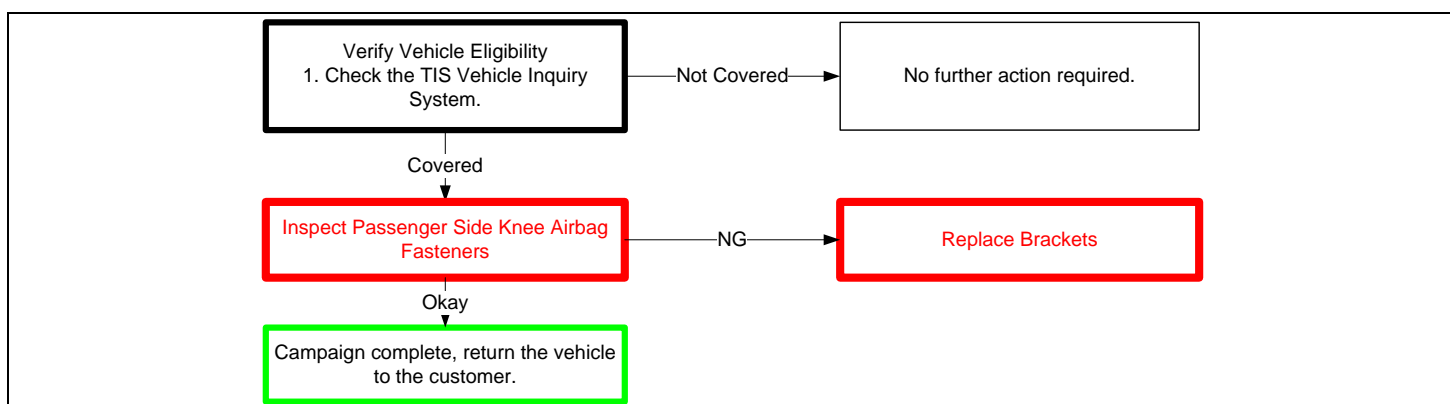 Verify Vehicle Eligibility
1. Check the TIS Vehicle Inquiry
System.
Not Covered
No further action required.
Covered
Inspect Passenger Side Knee Airbag
Fasteners
NG
Replace Brackets
Okay
Campaign complete, return the vehicle
to the customer.